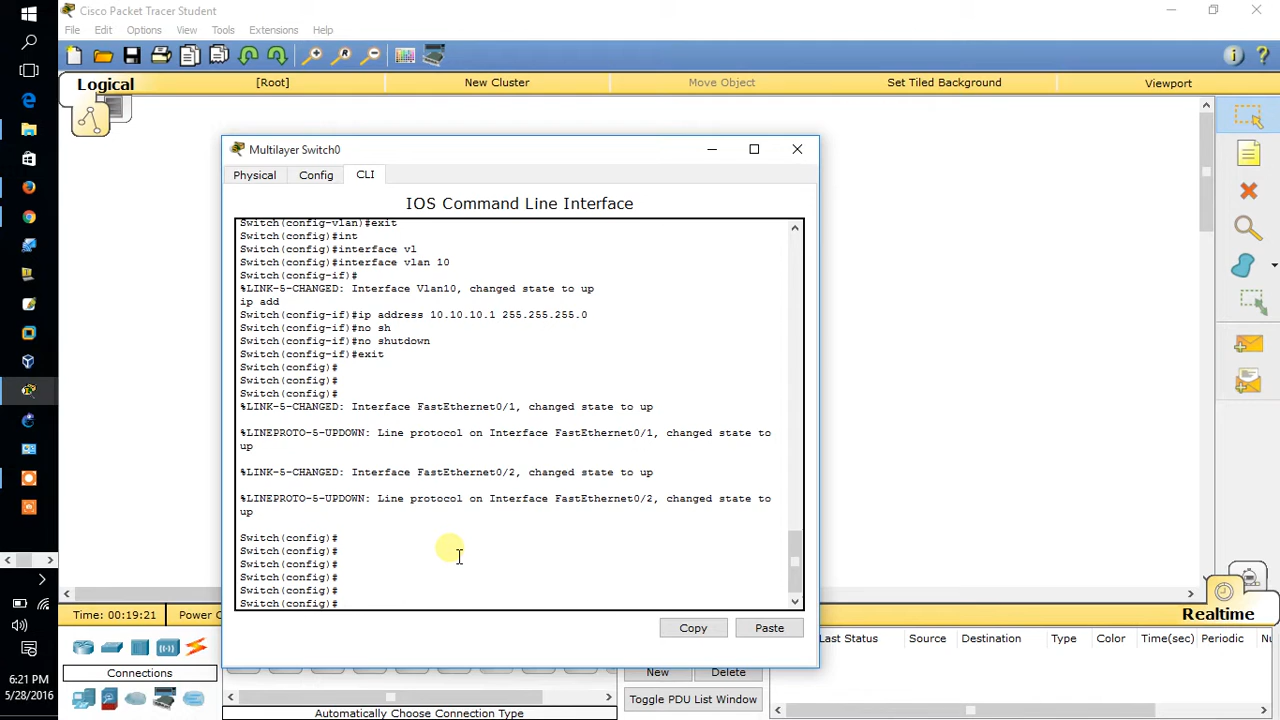 Cisco Packet Tracer Student
File Edit Options View Tools Extensions Help
Logical
[Root]
New Cluster
Move Object
Set Tiled Background
Viewport
Multilayer Switch0
Physical Config CLI
IOS Command Line Interface
Switch(config-vlan)#exit
Switch(config)#int
Switch(config)#interface vl
Switch(config)#interface vlan 10
Switch(config-if)#
%LINK-5-CHANGED: Interface Vlan10, changed state to up
ip add
Switch(config-if)#ip address 10.10.10.1 255.255.255.0
Switch(config-if)#no sh
Switch(config-if)#no shutdown
Switch(config-if)#exit
Switch(config)#
Switch(config)#
Switch(config)#
%LINK-5-CHANGED: Interface FastEthernet0/1, changed state to up
%LINEPROTO-5-UPDOWN: Line protocol on Interface FastEthernet0/1, changed state to
up
%LINK-5-CHANGED: Interface FastEthernet0/2, changed state to up
%LINEPROTO-5-UPDOWN: Line protocol on Interface FastEthernet0/2, changed state to
up
Switch(config)#
Switch(config)#
Switch(config)#
Switch(config)#
Switch(config)#
Switch(config)#
Copy
Paste
Time: 00:19:21
Power C
Realtime
Connections
New
Delete
Toggle PDU List Window
Automatically Choose Connection Type
Last Status Source Destination Type Color Time(sec) Periodic Nu
6:21 PM
5/28/2016